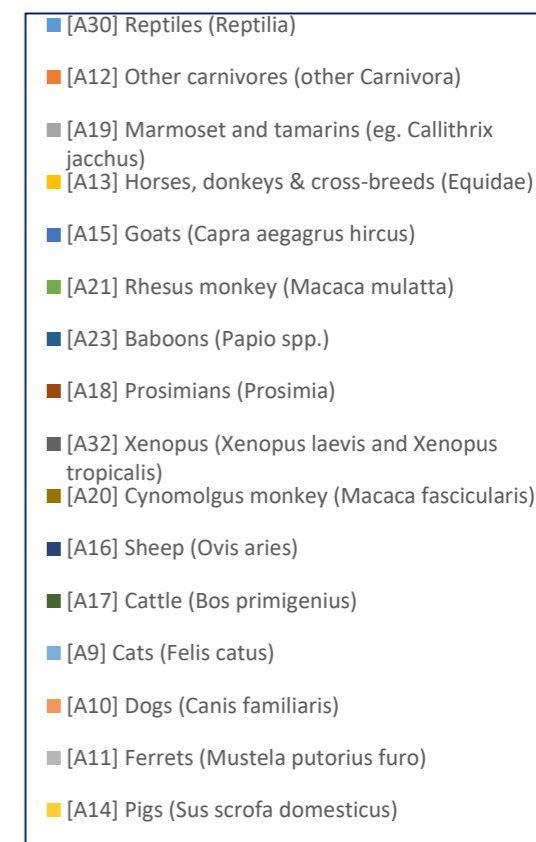 [A30] Reptiles (Reptilia)
[A12] Other carnivores (other Carnivora)
[A19] Marmoset and tamarins (eg. Callithrix
jacchus)
[A13] Horses, donkeys & cross-breeds (Equidae)
[A15] Goats (Capra aegagrus hircus)
[A21] Rhesus monkey (Macaca mulatta)
[A23] Baboons (Papio spp.)
[A18] Prosimians (Prosimia)
[A32] Xenopus (Xenopus laevis and Xenopus
tropicalis)
[A20] Cynomolgus monkey (Macaca fascicularis)
[A16] Sheep (Ovis aries)
[A17] Cattle (Bos primigenius)
[A9] Cats (Felis catus)
[A10] Dogs (Canis familiaris)
[A11] Ferrets (Mustela putorius furo)
[A14] Pigs (Sus scrofa domesticus)